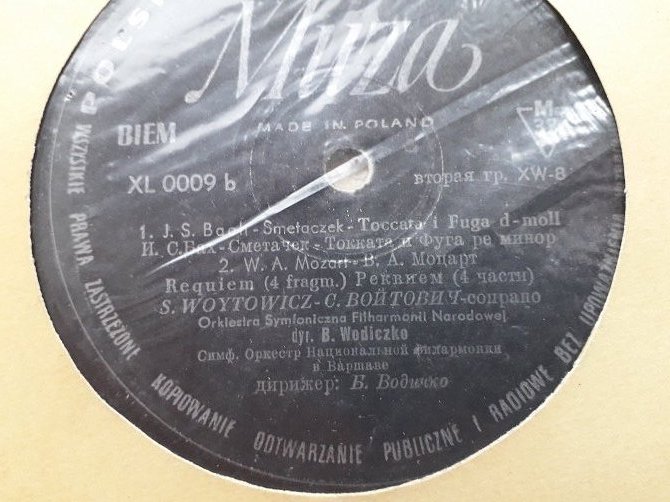 Muza
MADE IN POLAND
BIEM
M 33
XL 0009 b
вторая гр. XW-8
1. J. S. Bach - Smetaczek - Toccata i Fuga d-moll
И. С. Бах - Сметачек - Токката и Фуга ре минор
2. W. A. Mozart - В. А. Моцарт
Requiem (4 fragm.) Реквием (4 части)
S. WOYTOWICZ - С. ВОЙТОВИЧ - сопрано
Orkiestra Symfoniczna Filharmonii Narodowej
dyr. B. Wodiczko
Симф. Оркестр Национальной Филармонии
в Варшаве
дирижер: Б. Водичко
WSZYSTKIE PRAWA ZASTRZEŻONE KOPIOWANIE ODTWARZANIE PUBLICZNE I RADIOWE BEZ UPOWAŻNIENIA